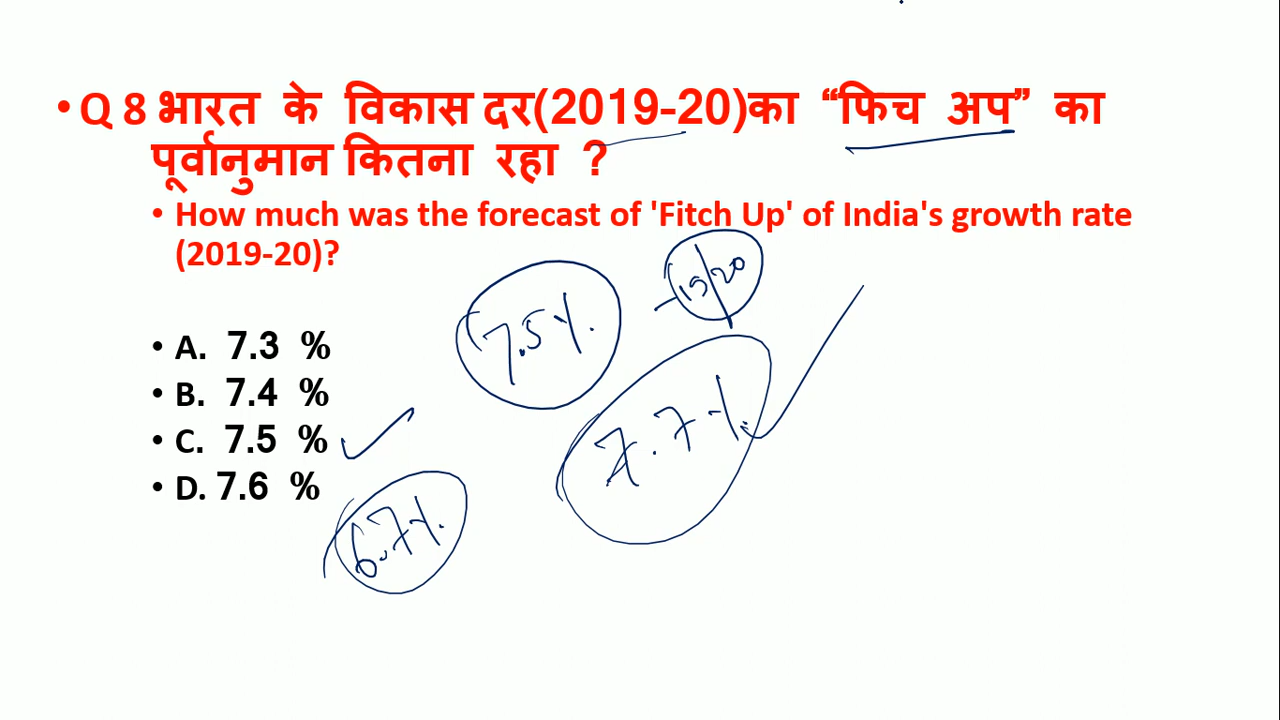 • Q 8 भारत के विकास दर(2019-20)का “फिच अप” का
पूर्वानुमान कितना रहा ?
• How much was the forecast of 'Fitch Up' of India's growth rate
(2019-20)?
19/20
7.5%.
• A. 7.3 %
• B. 7.4 %
7.7%.
• C. 7.5 %
• D. 7.6 %
6.7%.